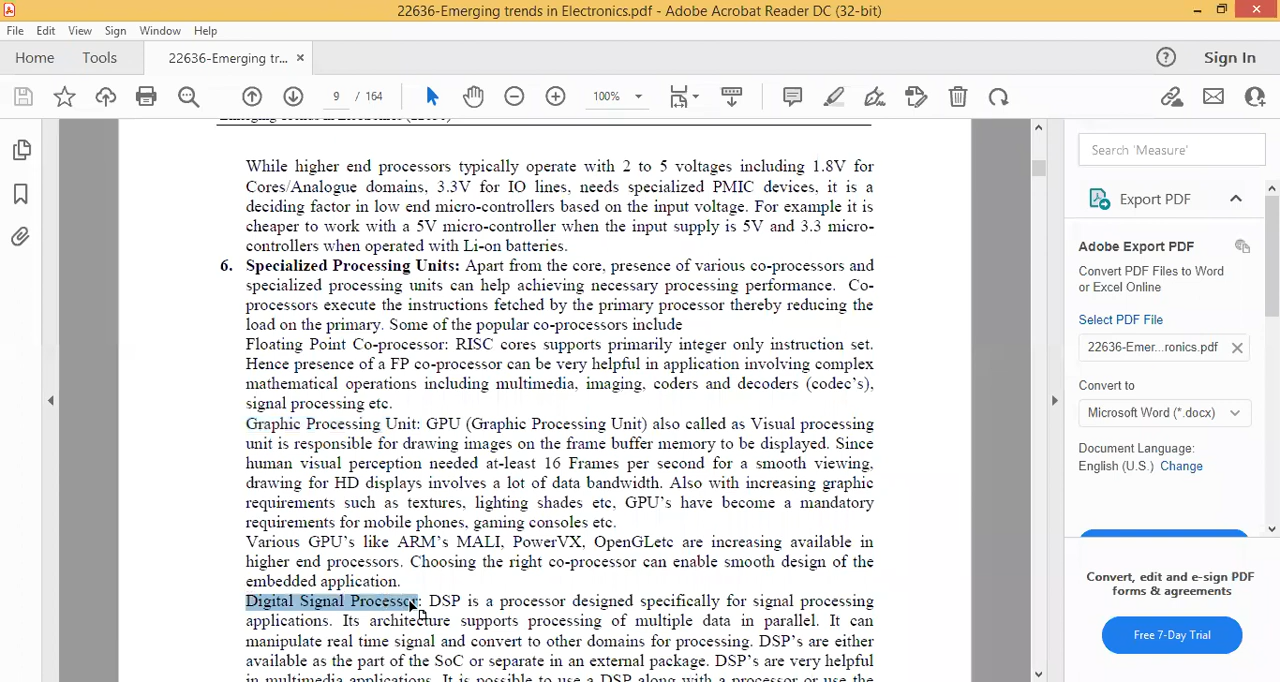 22636-Emerging trends in Electronics.pdf - Adobe Acrobat Reader DC (32-bit)
File Edit View Sign Window Help
Home Tools 22636-Emerging tr... × Sign In
9 / 164 100%
While higher end processors typically operate with 2 to 5 voltages including 1.8V for
Cores/Analogue domains, 3.3V for IO lines, needs specialized PMIC devices, it is a
deciding factor in low end micro-controllers based on the input voltage. For example it is
cheaper to work with a 5V micro-controller when the input supply is 5V and 3.3 micro-
controllers when operated with Li-on batteries.
6. Specialized Processing Units: Apart from the core, presence of various co-processors and
specialized processing units can help achieving necessary processing performance. Co-
processors execute the instructions fetched by the primary processor thereby reducing the
load on the primary. Some of the popular co-processors include
Floating Point Co-processor: RISC cores supports primarily integer only instruction set.
Hence presence of a FP co-processor can be very helpful in application involving complex
mathematical operations including multimedia, imaging, coders and decoders (codec's),
signal processing etc.
Graphic Processing Unit: GPU (Graphic Processing Unit) also called as Visual processing
unit is responsible for drawing images on the frame buffer memory to be displayed. Since
human visual perception needed at-least 16 Frames per second for a smooth viewing,
drawing for HD displays involves a lot of data bandwidth. Also with increasing graphic
requirements such as textures, lighting shades etc, GPU's have become a mandatory
requirements for mobile phones, gaming consoles etc.
Various GPU's like ARM's MALI, PowerVX, OpenGLetc are increasing available in
higher end processors. Choosing the right co-processor can enable smooth design of the
embedded application.
Digital Signal Processor: DSP is a processor designed specifically for signal processing
applications. Its architecture supports processing of multiple data in parallel. It can
manipulate real time signal and convert to other domains for processing. DSP's are either
available as the part of the SoC or separate in an external package. DSP's are very helpful
in multimedia applications. It is possible to use a DSP along with a processor or use the
Search 'Measure'
Export PDF
Adobe Export PDF
Convert PDF Files to Word
or Excel Online
Select PDF File
22636-Emer...ronics.pdf
Convert to
Microsoft Word (*.docx)
Document Language:
English (U.S.) Change
Convert, edit and e-sign PDF
forms & agreements
Free 7-Day Trial